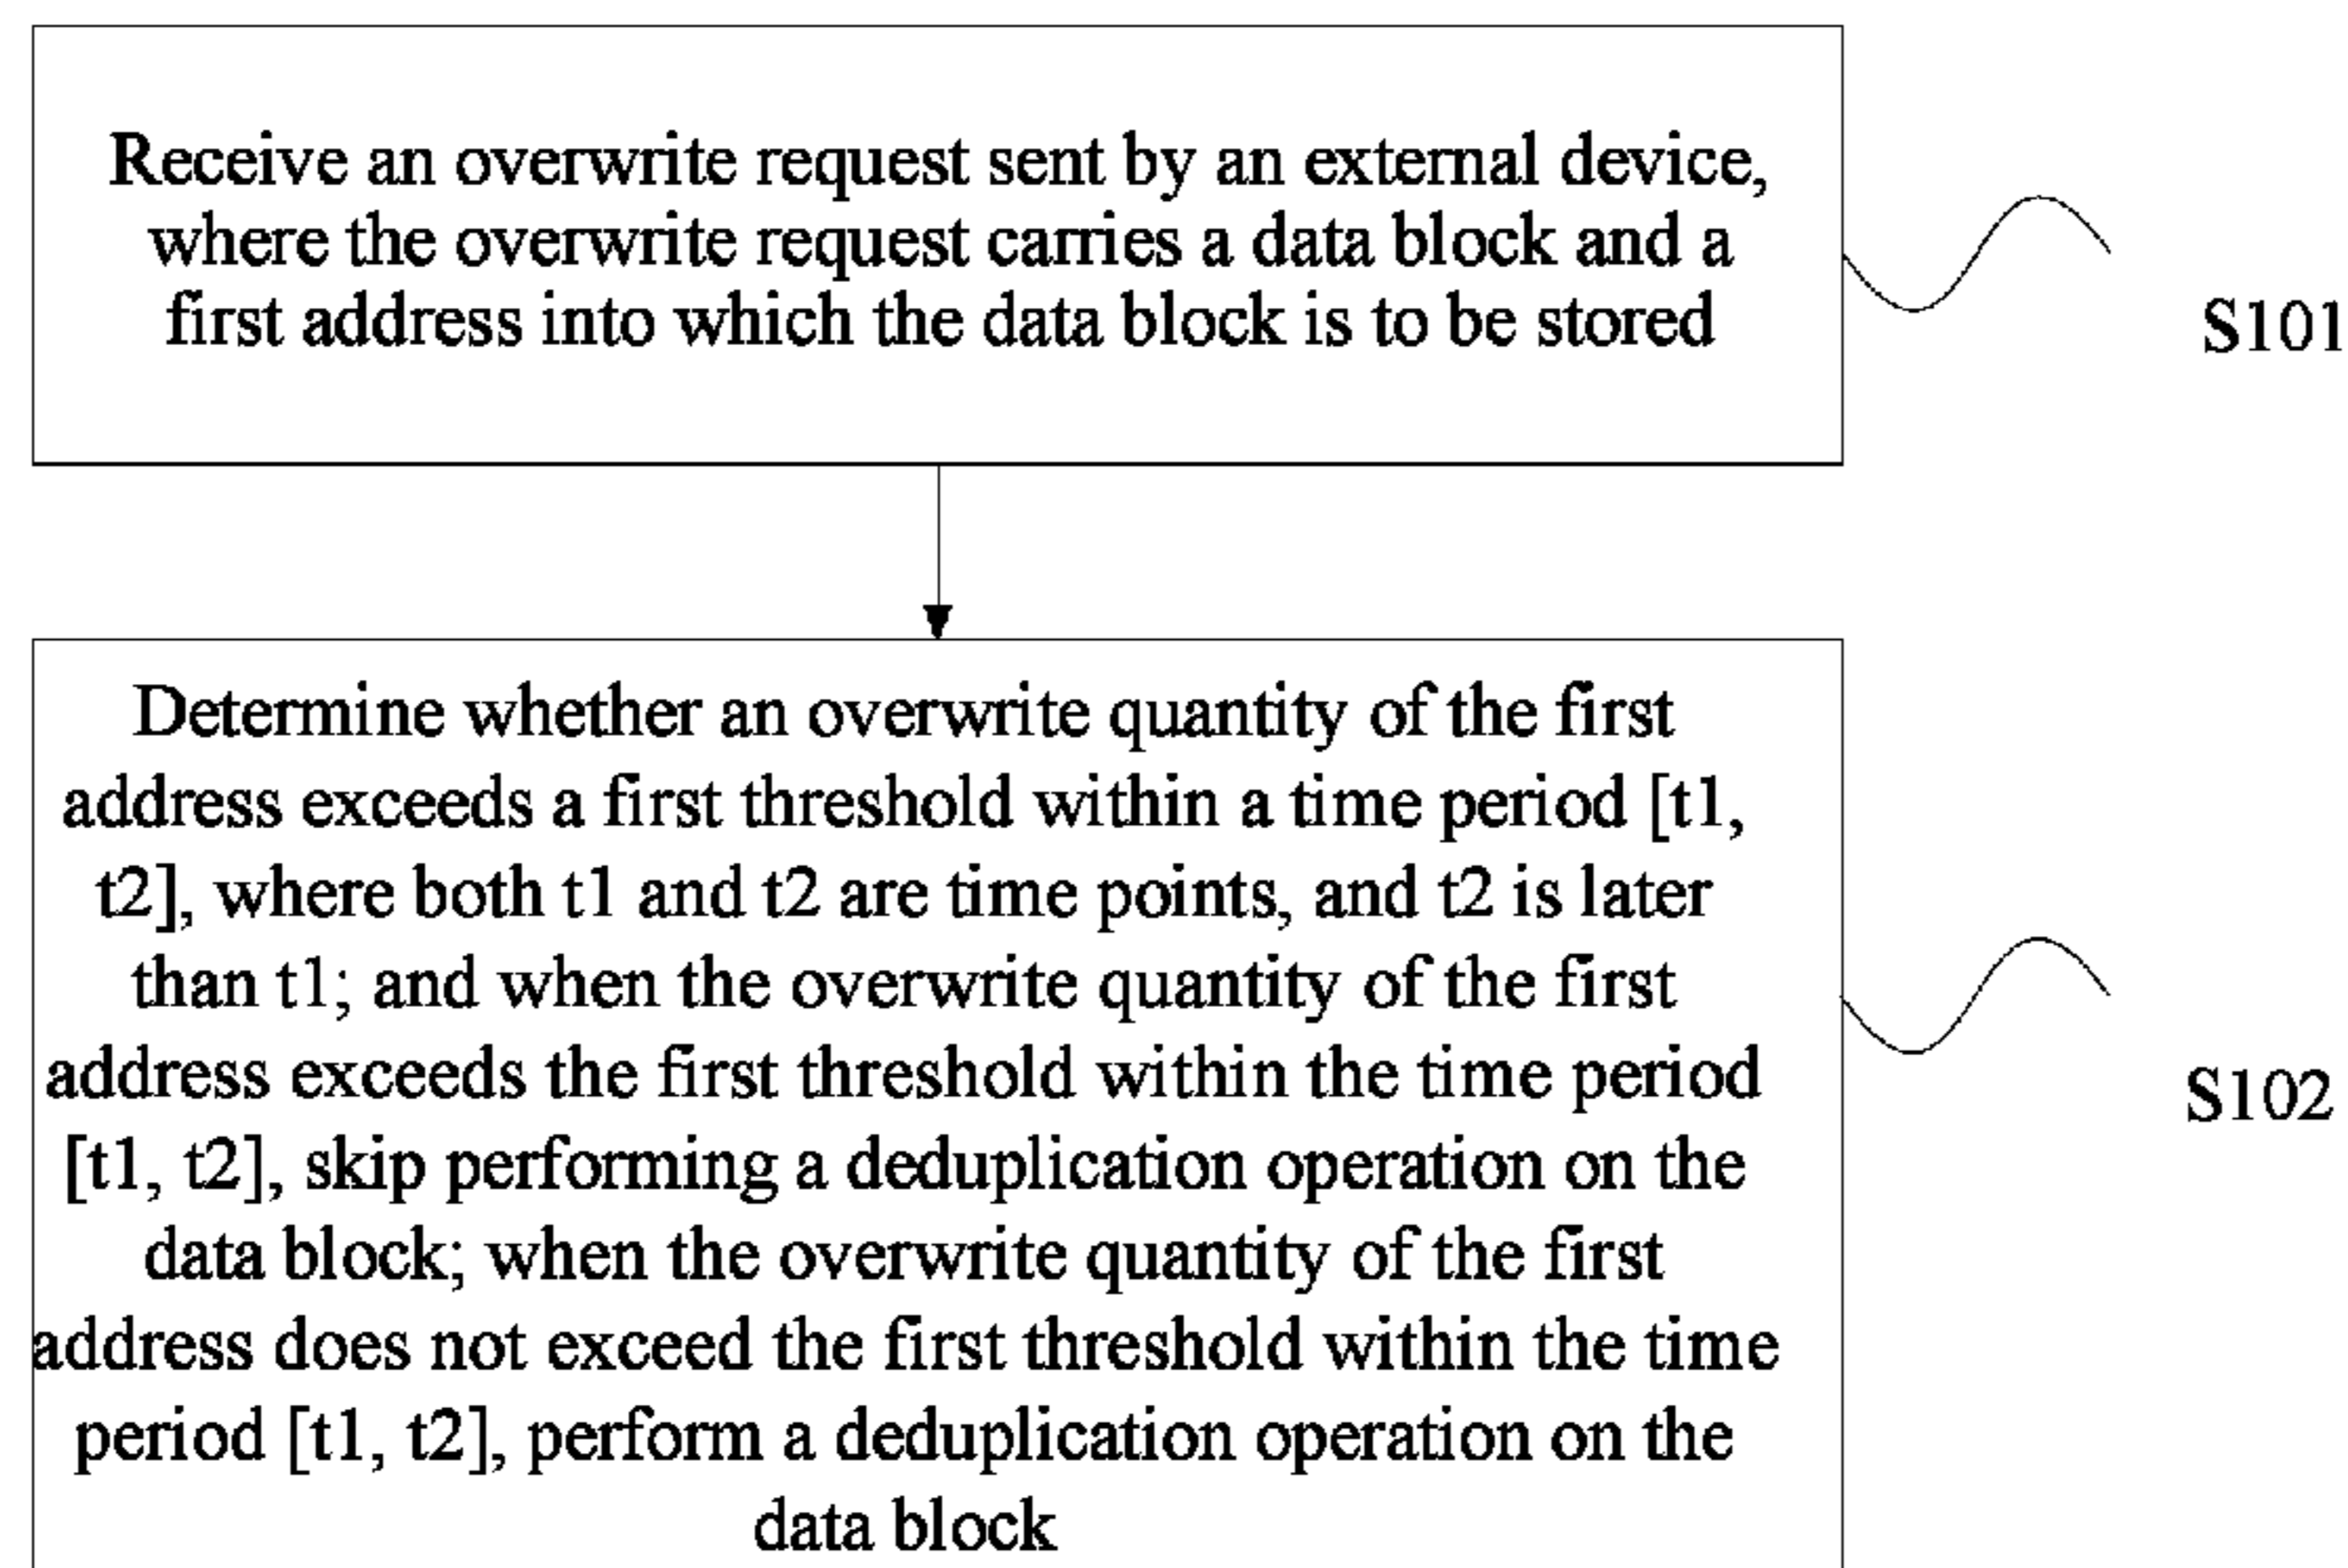 Receive an overwrite request sent by an external device,
where the overwrite request carries a data block and a
first address into which the data block is to be stored
S101
Determine whether an overwrite quantity of the first
address exceeds a first threshold within a time period [t1,
t2], where both t1 and t2 are time points, and t2 is later
than t1; and when the overwrite quantity of the first
address exceeds the first threshold within the time period
[t1, t2], skip performing a deduplication operation on the
data block; when the overwrite quantity of the first
address does not exceed the first threshold within the time
period [t1, t2], perform a deduplication operation on the
data block
S102